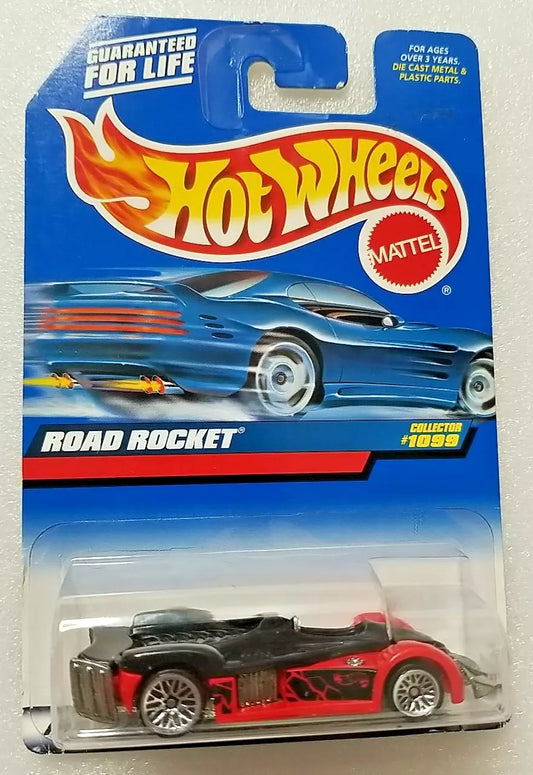 GUARANTEED
FOR LIFE
FOR AGES
OVER 3 YEARS.
DIE CAST METAL &
PLASTIC PARTS.
HOT WHEELS
MATTEL
®
ROAD ROCKET®
COLLECTOR
#1099